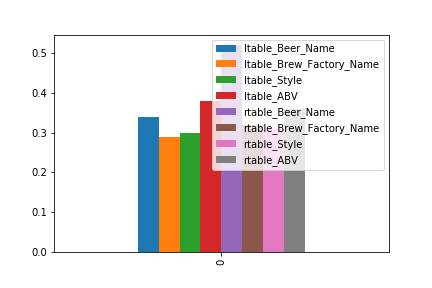 0.5
0.4
0.3
0.2
0.1
0.0
0
ltable_Beer_Name
ltable_Brew_Factory_Name
ltable_Style
ltable_ABV
rtable_Beer_Name
rtable_Brew_Factory_Name
rtable_Style
rtable_ABV